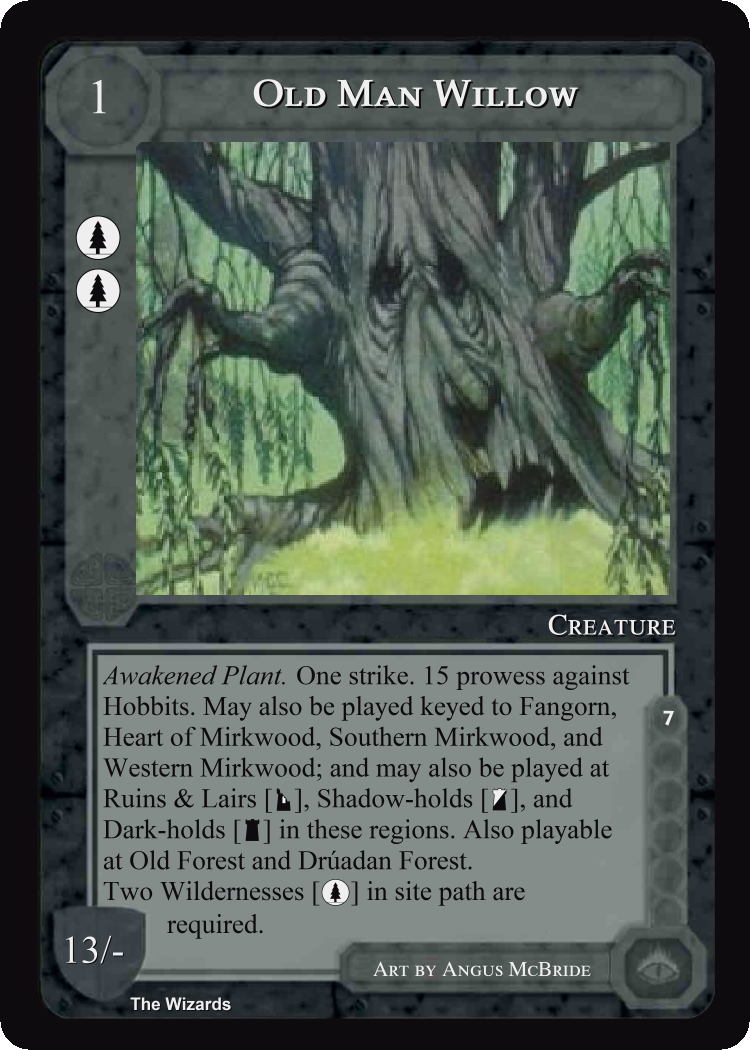 1
Old Man Willow
Creature
Awakened Plant. One strike. 15 prowess against
Hobbits. May also be played keyed to Fangorn,
Heart of Mirkwood, Southern Mirkwood, and
Western Mirkwood; and may also be played at
Ruins & Lairs [], Shadow-holds [], and
Dark-holds [] in these regions. Also playable
at Old Forest and Drúadan Forest.
Two Wildernesses [] in site path are
required.
7
13/-
Art by Angus McBride
The Wizards